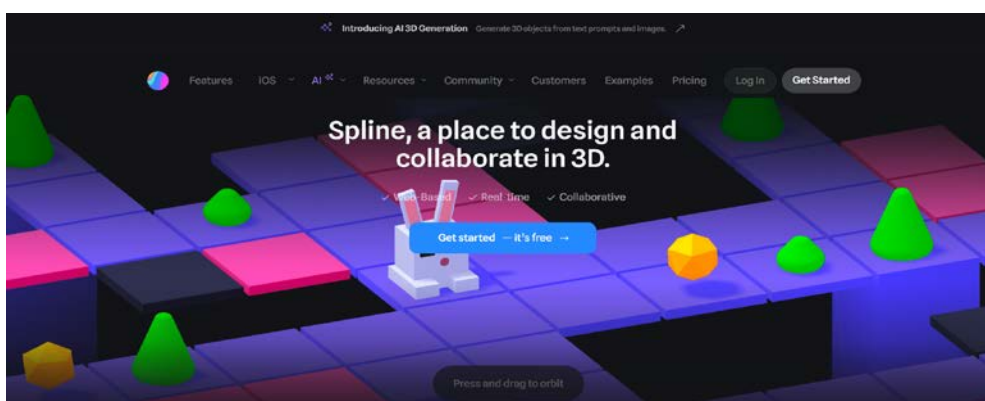 Introducing AI 3D Generation Generate 3D objects from text prompts and images. ↗
Features iOS AI Resources Community Customers Examples Pricing Log In Get Started
Spline, a place to design and
collaborate in 3D.
✓ Web-Based ✓ Real-time ✓ Collaborative
Get started — it's free →
Press and drag to orbit